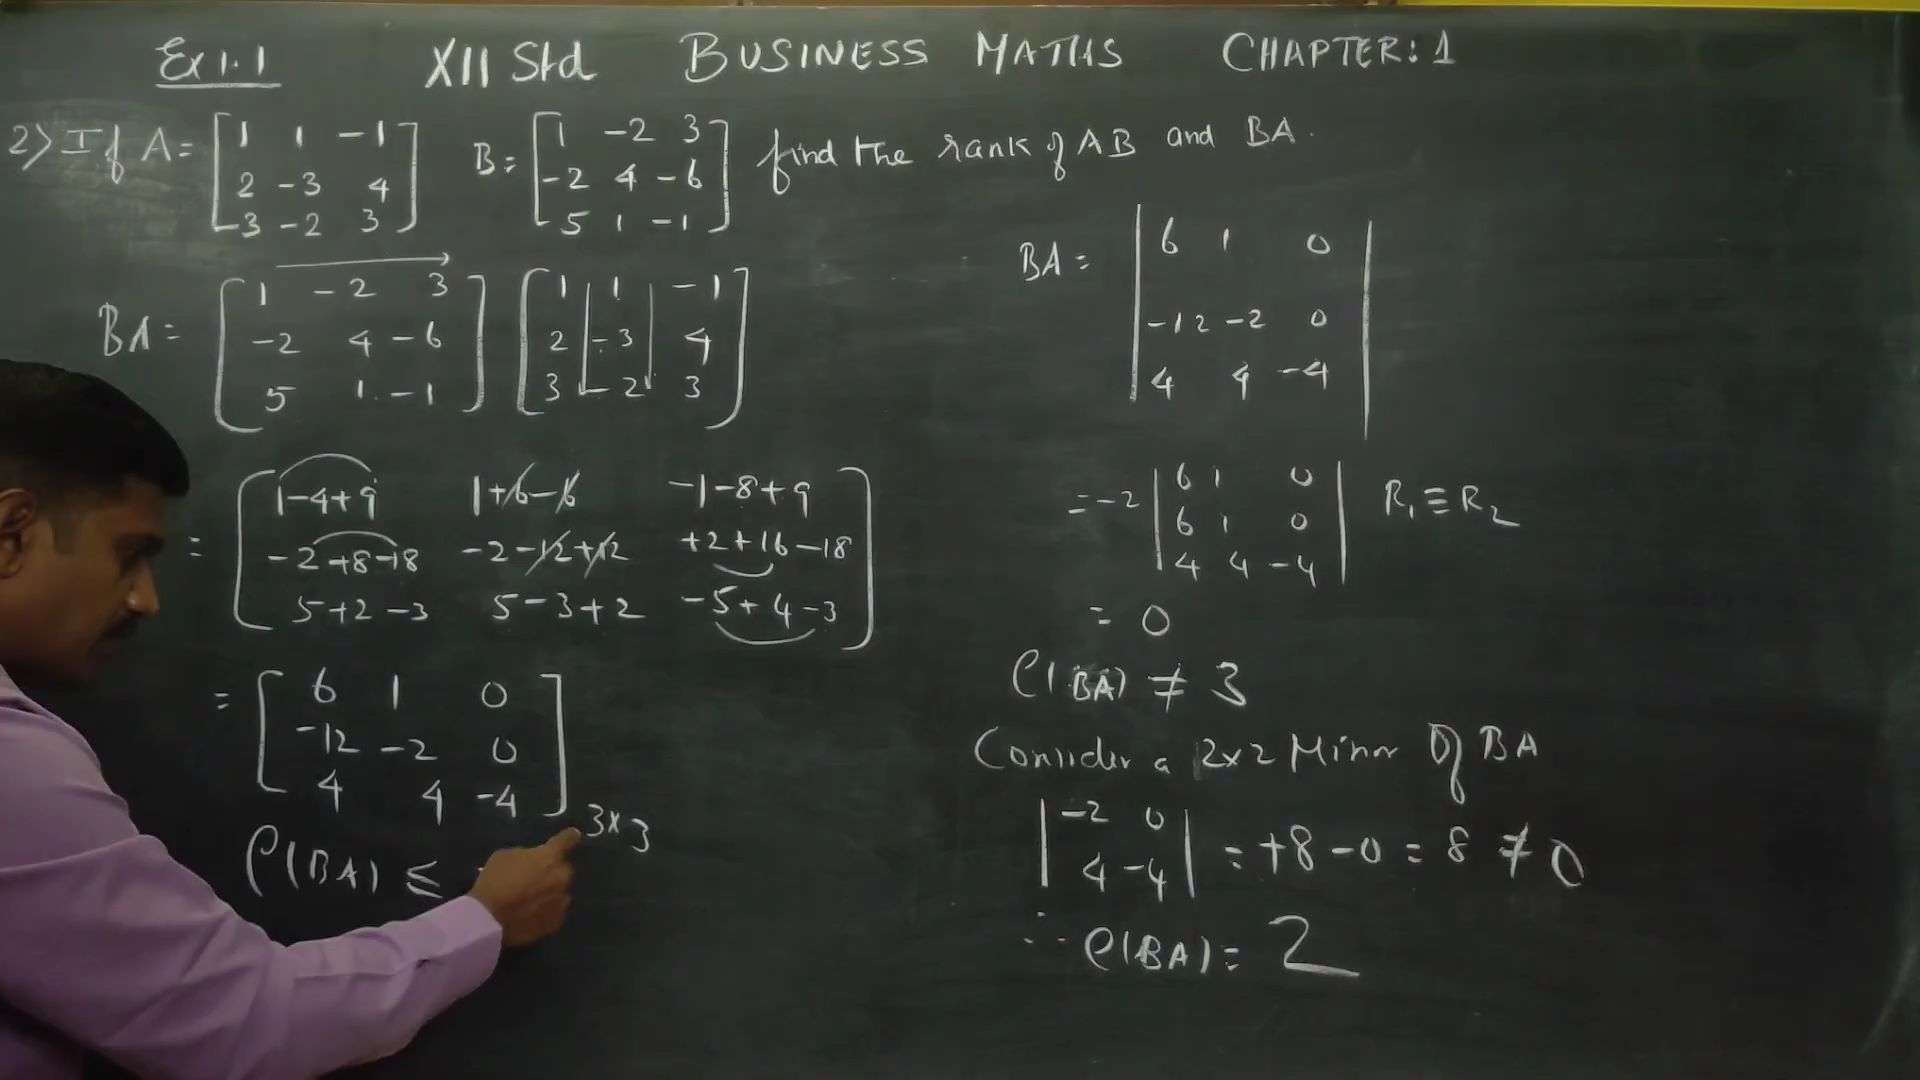 Ex 1.1 XII Std BUSINESS MATHS CHAPTER: 1
2) If A = [1 1 -1 B = [1 -2 3 find the rank of AB and BA.
2 -3 4 -2 4 -6
3 -2 3] 5 1 -1]
BA = [1 -2 3 [1 1 -1
-2 4 -6 2 -3 4
5 1 -1] 3 -2 3]
= [1-4+9 1+6-6 -1-8+9
-2+8-18 -2-12+12 +2+16-18
5+2-3 5-3+2 -5+4-3]
= [6 1 0
-12 -2 0
4 4 -4] 3×3
ρ(BA) ≤
BA = |6 1 0
-12 -2 0
4 4 -4|
= -2 |6 1 0
6 1 0 R₁ ≡ R₂
4 4 -4|
= 0
ρ(BA) ≠ 3
Consider a 2×2 Minor Of BA
|-2 0
4 -4| = +8 - 0 = 8 ≠ 0
∴ ρ(BA) = 2